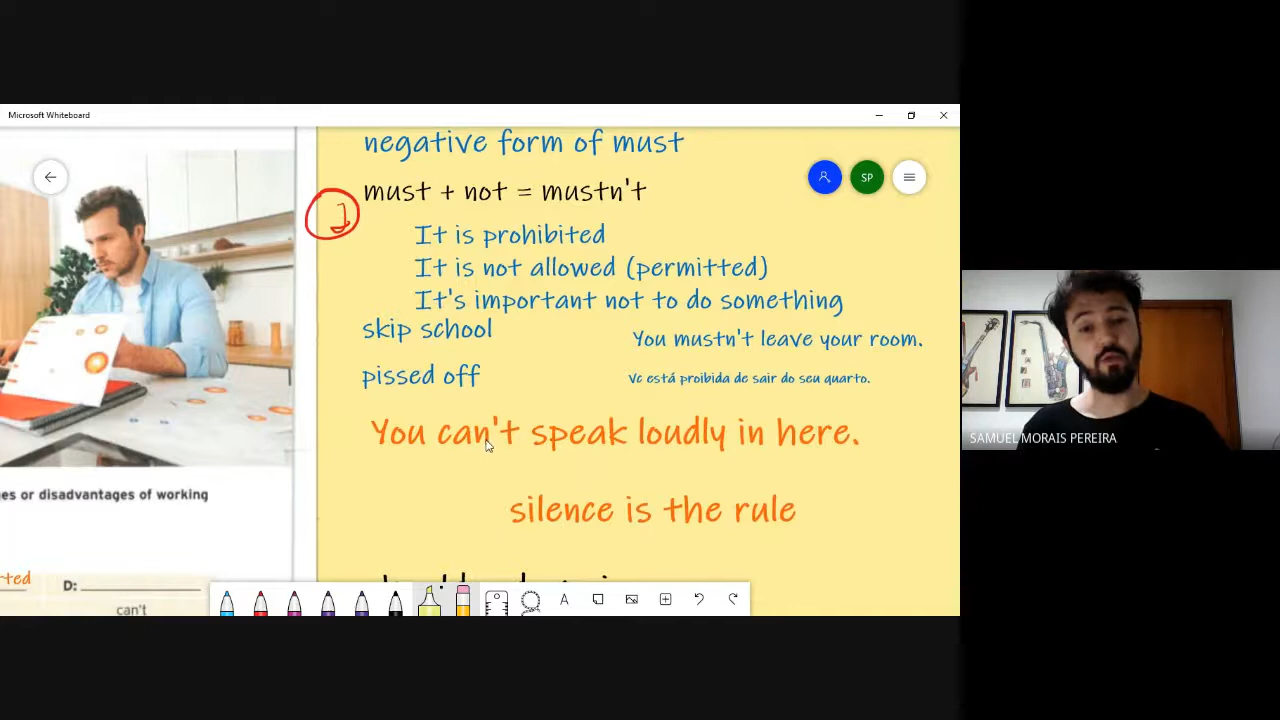 Microsoft Whiteboard
negative form of must
must + not = mustn't
It is prohibited
It is not allowed (permitted)
It's important not to do something
skip school
You mustn't leave your room.
pissed off
Vc está proibida de sair do seu quarto.
You can't speak loudly in here.
silence is the rule
es or disadvantages of working
rted
D:
can't
SP
A
SAMUEL MORAIS PEREIRA